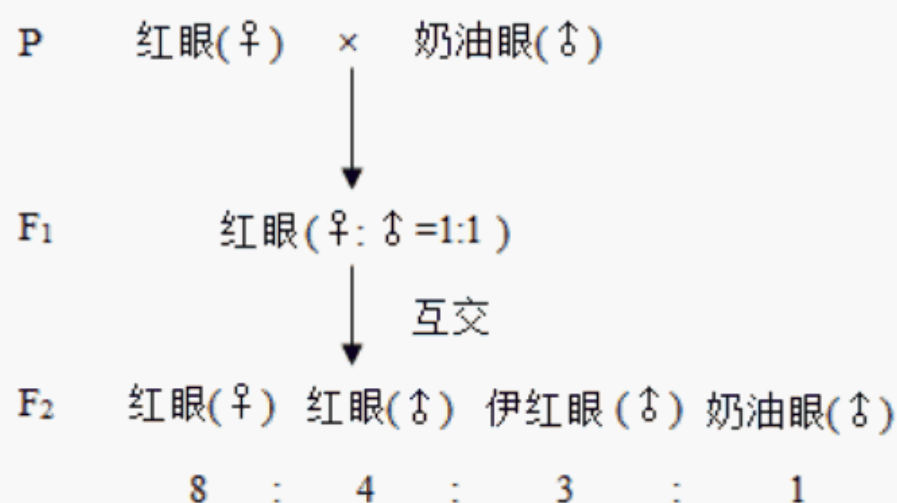 P 红眼(♀) × 奶油眼(♂)
F₁ 红眼(♀:♂=1:1)
互交
F₂ 红眼(♀) 红眼(♂) 伊红眼(♂) 奶油眼(♂)
8 : 4 : 3 : 1